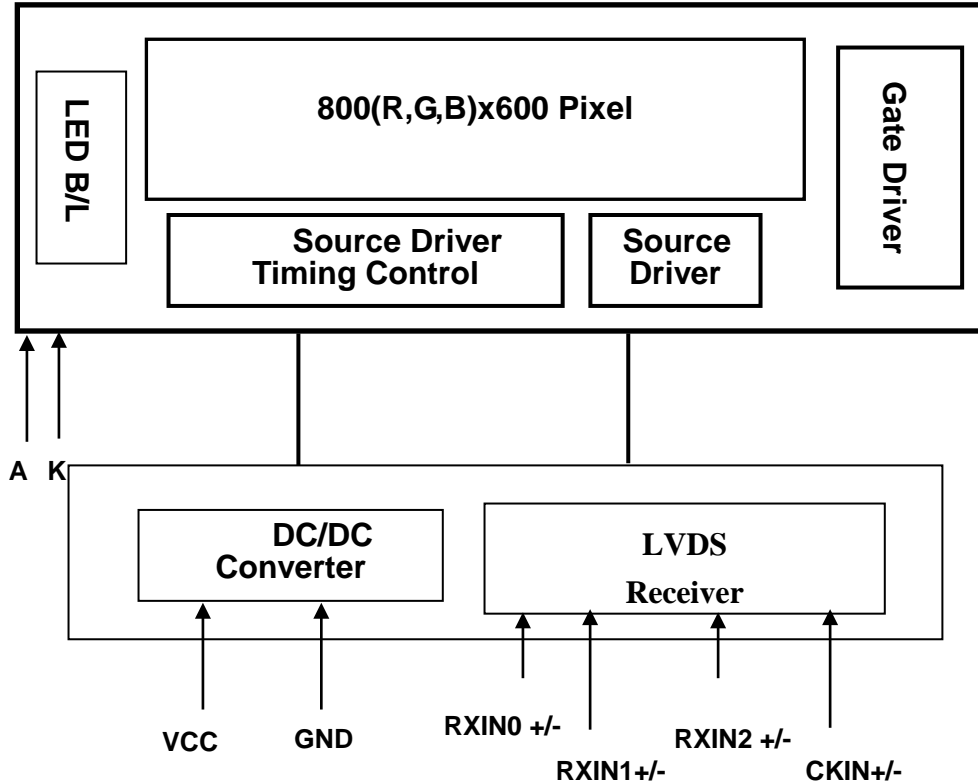 LED B/L
800(R,G,B)x600 Pixel
Gate Driver
Source Driver
Timing Control
Source
Driver
A K
DC/DC
Converter
LVDS
Receiver
VCC
GND
RXIN0 +/-
RXIN1+/-
RXIN2 +/-
CKIN+/-